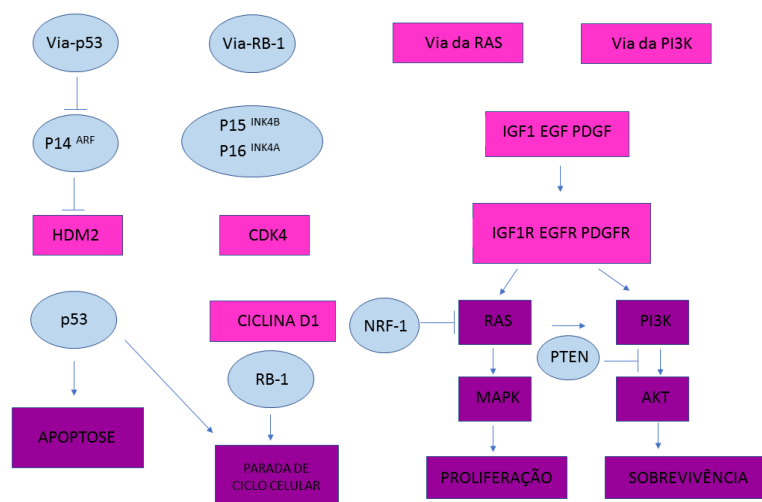 Via-p53
Via-RB-1
Via da RAS
Via da PI3K
P14 ARF
P15 INK4B
P16 INK4A
IGF1 EGF PDGF
HDM2
CDK4
IGF1R EGFR PDGFR
p53
CICLINA D1
NRF-1
RAS
PI3K
RB-1
PTEN
MAPK
AKT
APOPTOSE
PARADA DE
CICLO CELULAR
PROLIFERAÇÃO
SOBREVIVÊNCIA